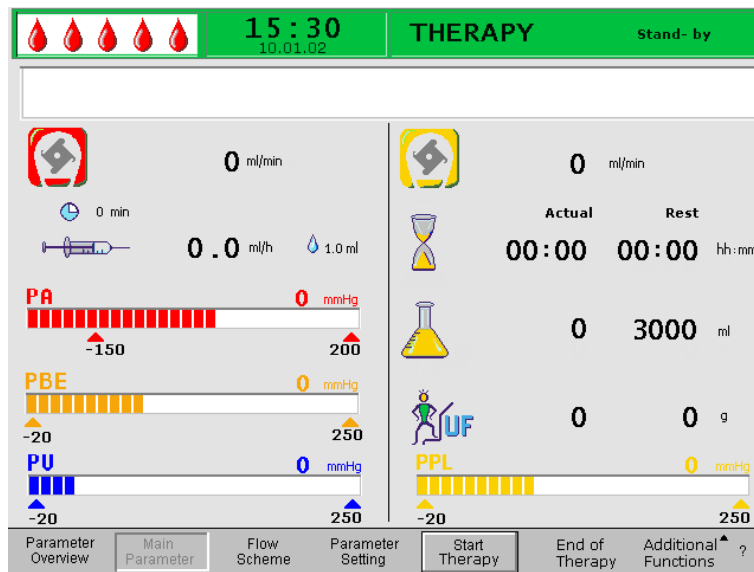 15:30
10.01.02
THERAPY
Stand- by
0 ml/min
0 min
0.0 ml/h 1.0 ml
PA 0 mmHg
-150 200
PBE 0 mmHg
-20 250
PV 0 mmHg
-20 250
0 ml/min
Actual Rest
00:00 00:00 hh:mm
0 3000 ml
UF 0 0 g
PPL 0 mmHg
-20 250
Parameter Overview
Main Parameter
Flow Scheme
Parameter Setting
Start Therapy
End of Therapy
Additional Functions ?